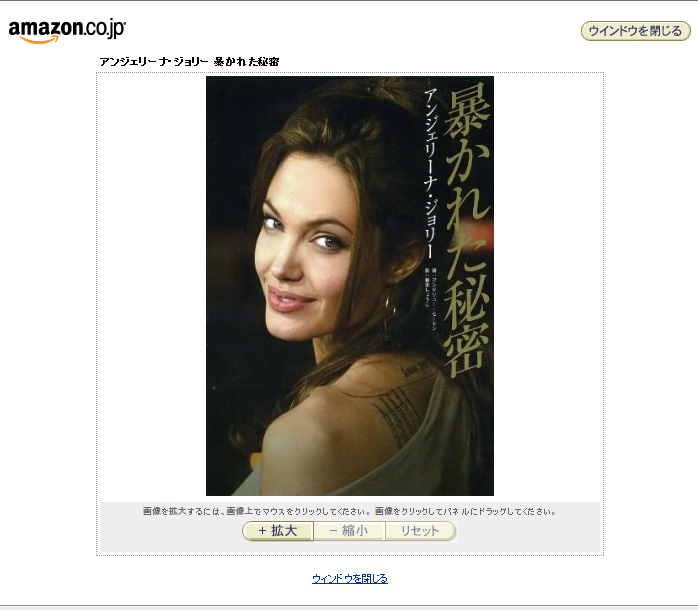 amazon.co.jp
ウインドウを閉じる
アンジェリーナ・ジョリー 暴かれた秘密
暴かれた秘密
アンジェリーナ・ジョリー
画像を拡大するには、画像上でマウスをクリックしてください。 画像をクリックしてパネルにドラッグしてください。
+ 拡大
- 縮小
リセット
ウィンドウを閉じる